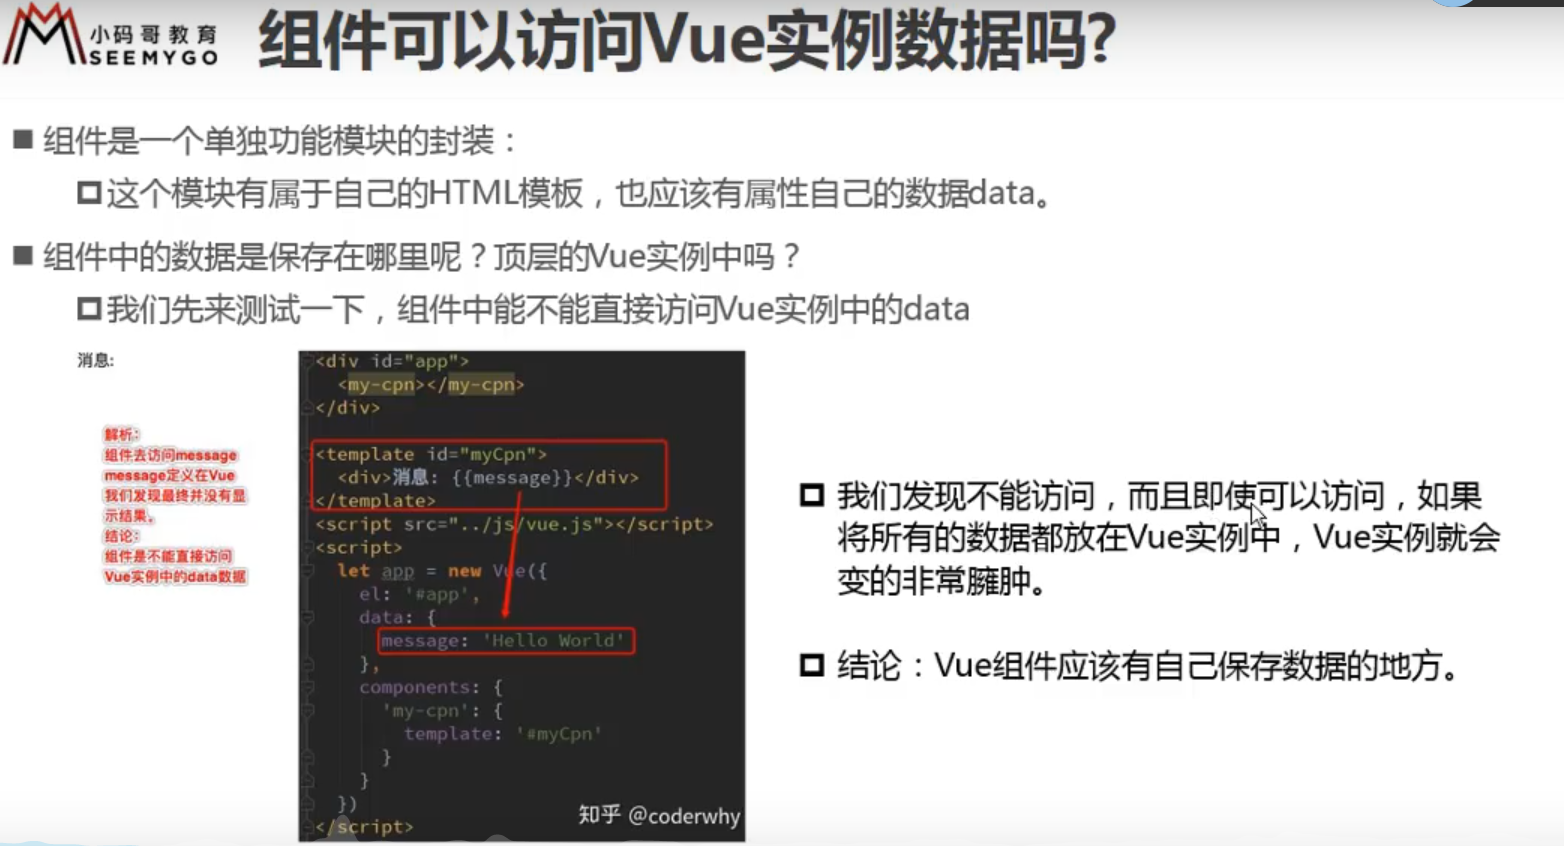 小码哥教育
SEEMYGO
组件可以访问Vue实例数据吗?
组件是一个单独功能模块的封装：
这个模块有属于自己的HTML模板，也应该有属性自己的数据data。
组件中的数据是保存在哪里呢？顶层的Vue实例中吗？
我们先来测试一下，组件中能不能直接访问Vue实例中的data
消息:
解析:
组件去访问message
message定义在Vue
我们发现最终并没有显
示结果。
结论:
组件是不能直接访问
Vue实例中的data数据
<div id="app">
<my-cpn></my-cpn>
</div>
<template id="myCpn">
<div>消息: {{message}}</div>
</template>
<script src="../js/vue.js"></script>
<script>
let app = new Vue({
el: '#app',
data: {
message: 'Hello World'
},
components: {
'my-cpn': {
template: '#myCpn'
}
}
})
</script>
知乎 @coderwhy
我们发现不能访问，而且即使可以访问，如果
将所有的数据都放在Vue实例中，Vue实例就会
变的非常臃肿。
结论：Vue组件应该有自己保存数据的地方。